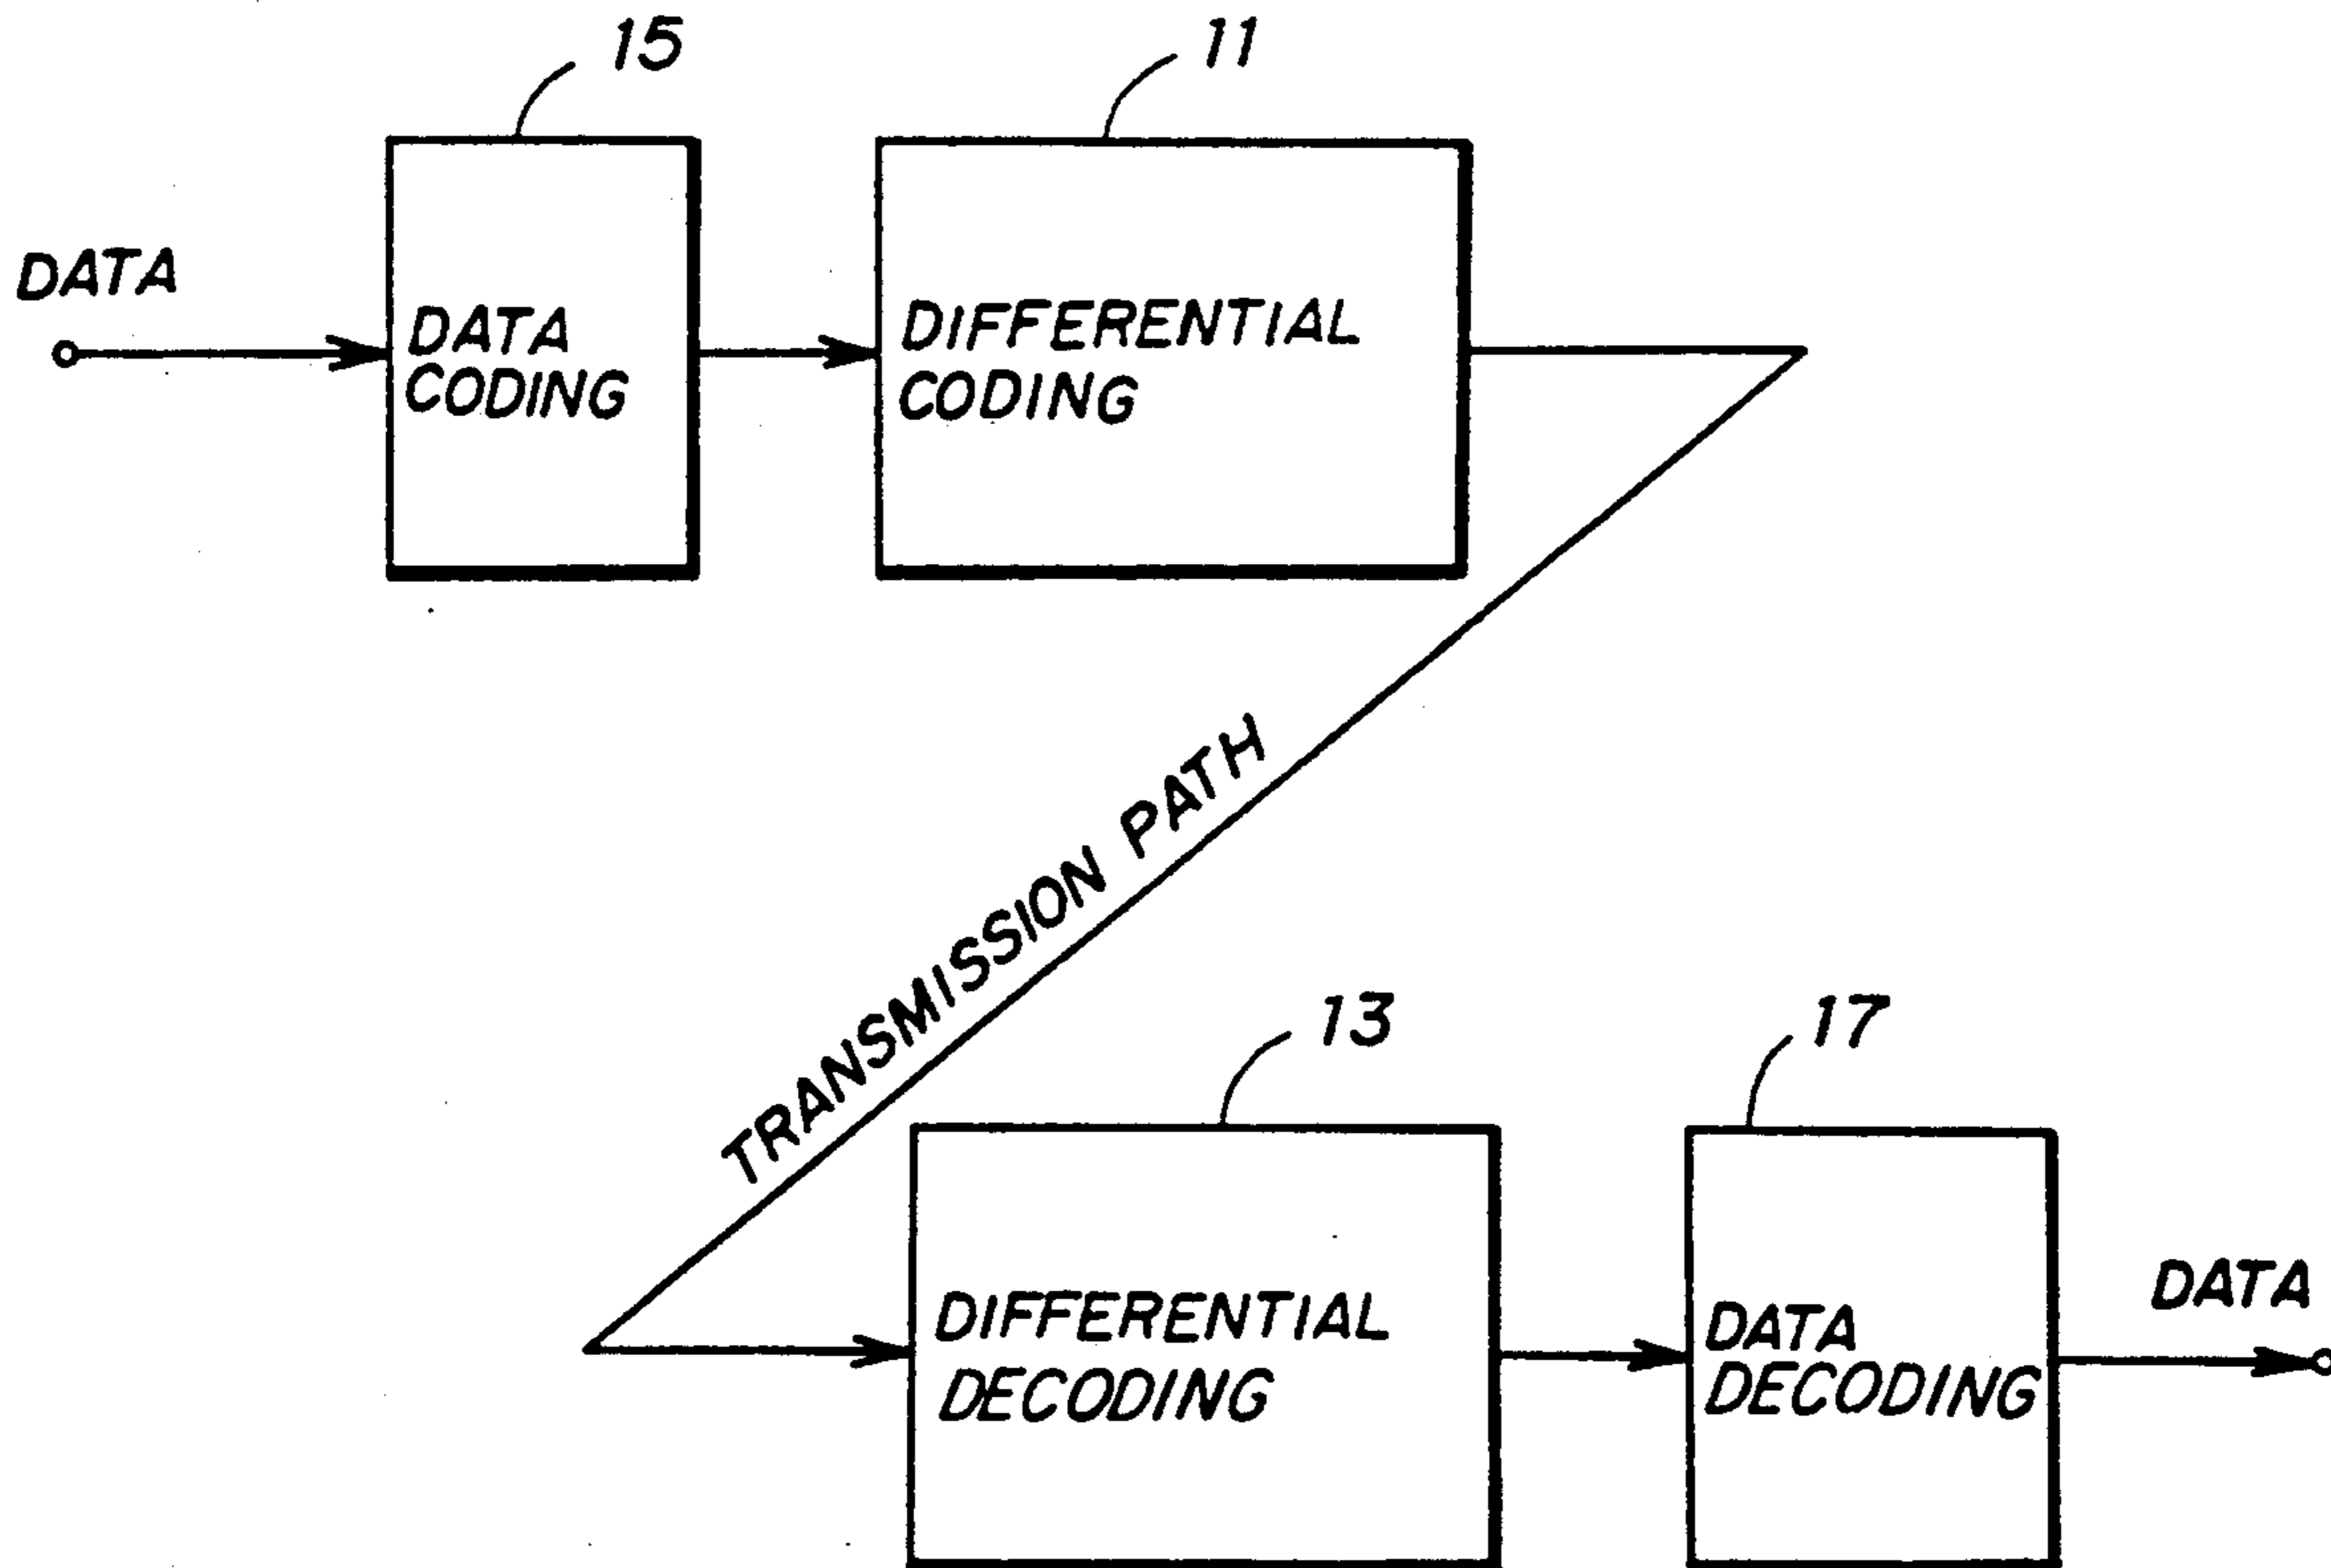 15
11
DATA
DATA
CODING
DIFFERENTIAL
CODING
TRANSMISSION PATH
13
17
DIFFERENTIAL
DECODING
DATA
DECODING
DATA